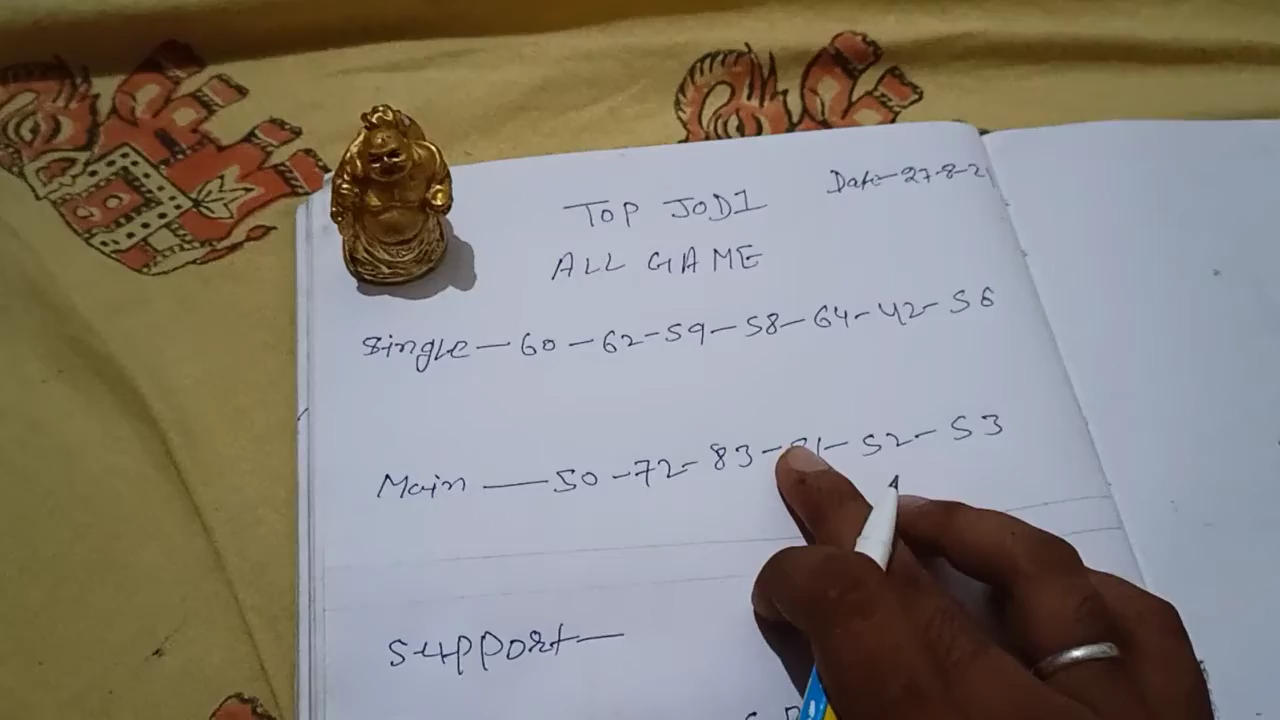 Date-27-8-2
TOP JODI
ALL GAME
Single-60-62-59-58-64-42-56
Main-50-72-83- -52-53
Support-